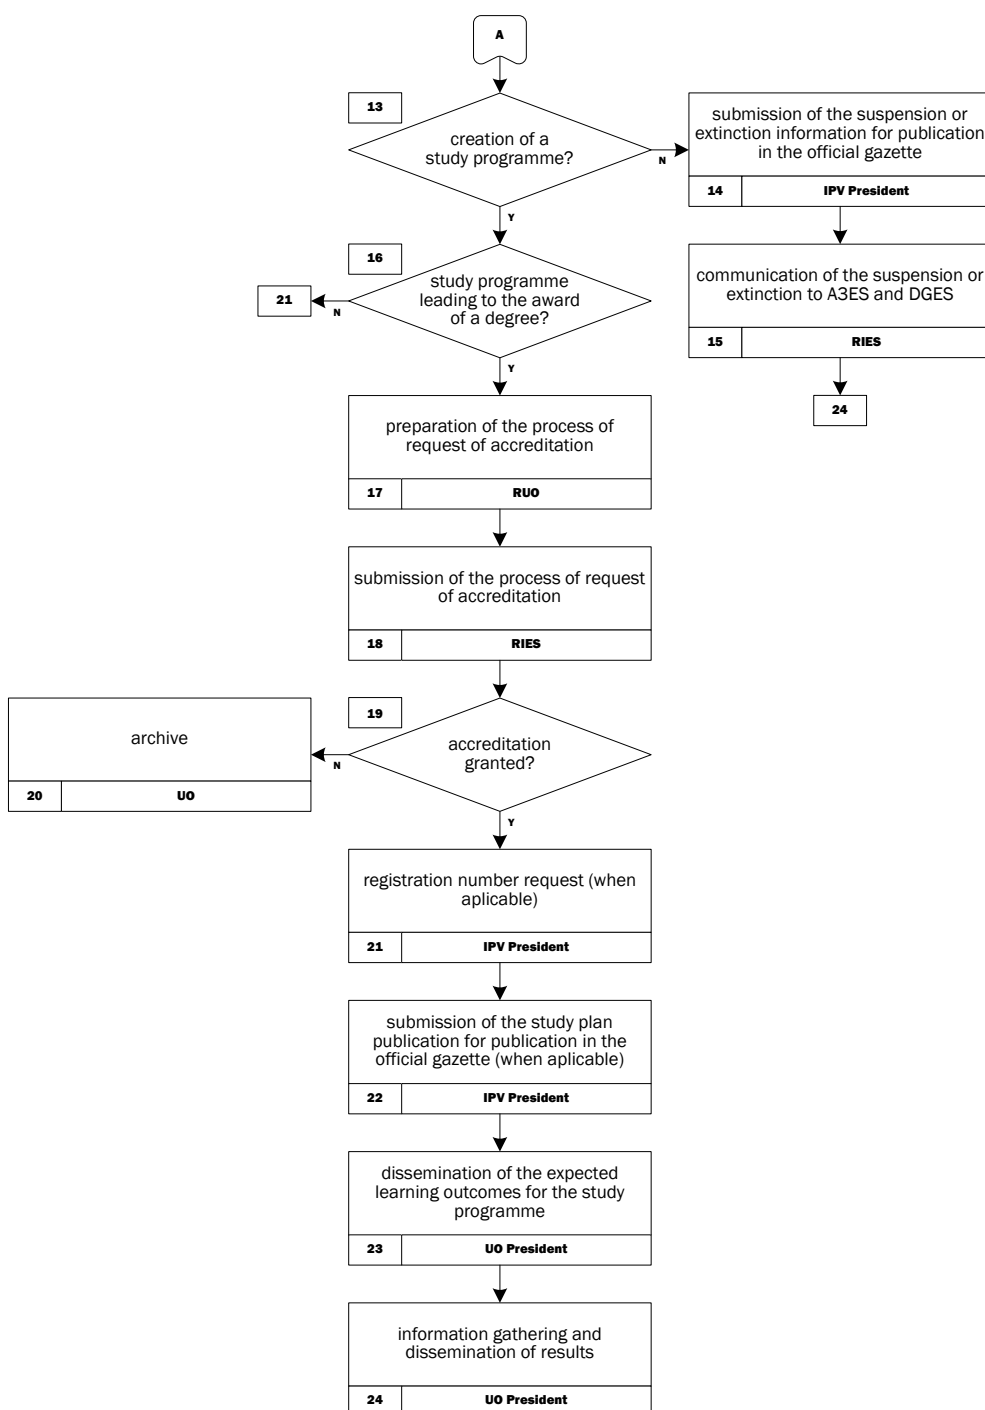 A
13
creation of a
study programme?
N
Y
submission of the suspension or
extinction information for publication
in the official gazette
14 IPV President
16
study programme
leading to the award
of a degree?
N
21
Y
communication of the suspension or
extinction to A3ES and DGES
15 RIES
24
preparation of the process of
request of accreditation
17 RUO
submission of the process of request
of accreditation
18 RIES
19
accreditation
granted?
N
Y
archive
20 UO
registration number request (when
aplicable)
21 IPV President
submission of the study plan
publication for publication in the
official gazette (when aplicable)
22 IPV President
dissemination of the expected
learning outcomes for the study
programme
23 UO President
information gathering and
dissemination of results
24 UO President